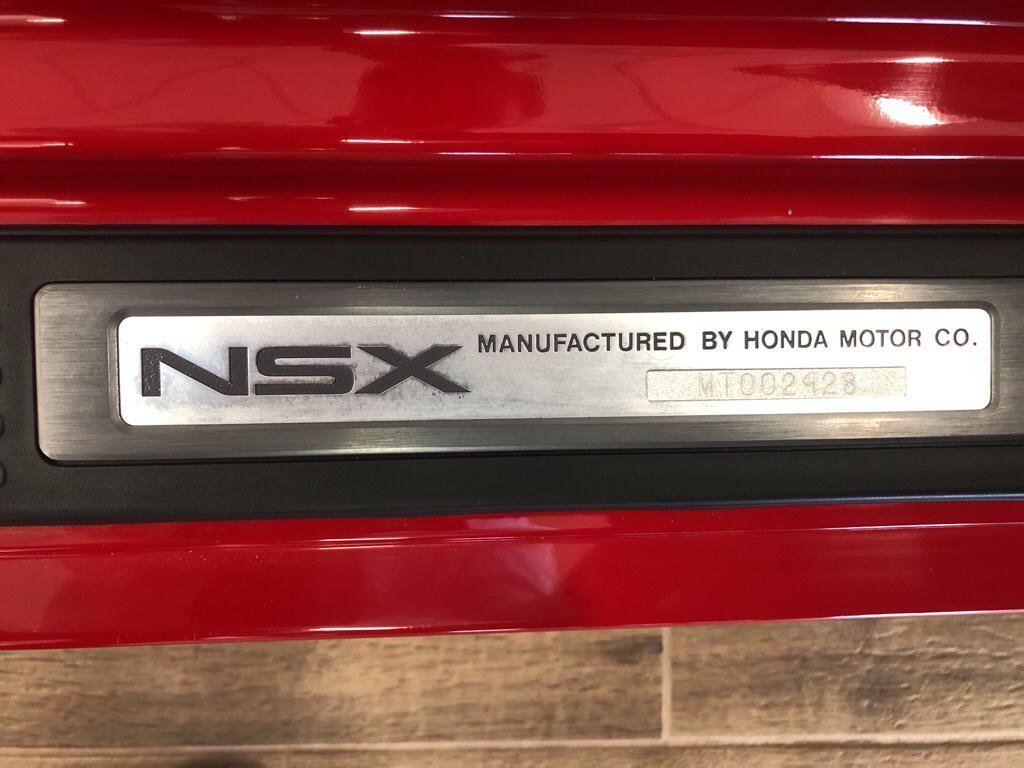 NSX
MANUFACTURED BY HONDA MOTOR CO.
MT002428